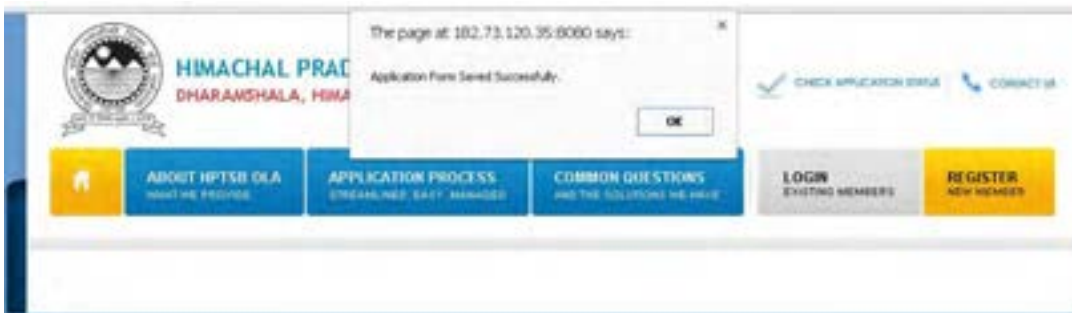 The page at 182.73.120.35:8080 says:
Application Form Saved Successfully.
OK
HIMACHAL PRAD
DHARAMSHALA, HIMA
CHECK APPLICATION STATUS
CONTACT US
ABOUT HPTSB OLA
WHAT WE PROVIDE
APPLICATION PROCESS
STREAMLINED, EASY, MANAGED
COMMON QUESTIONS
AND THE SOLUTIONS WE HAVE
LOGIN
EXISTING MEMBERS
REGISTER
NEW MEMBER